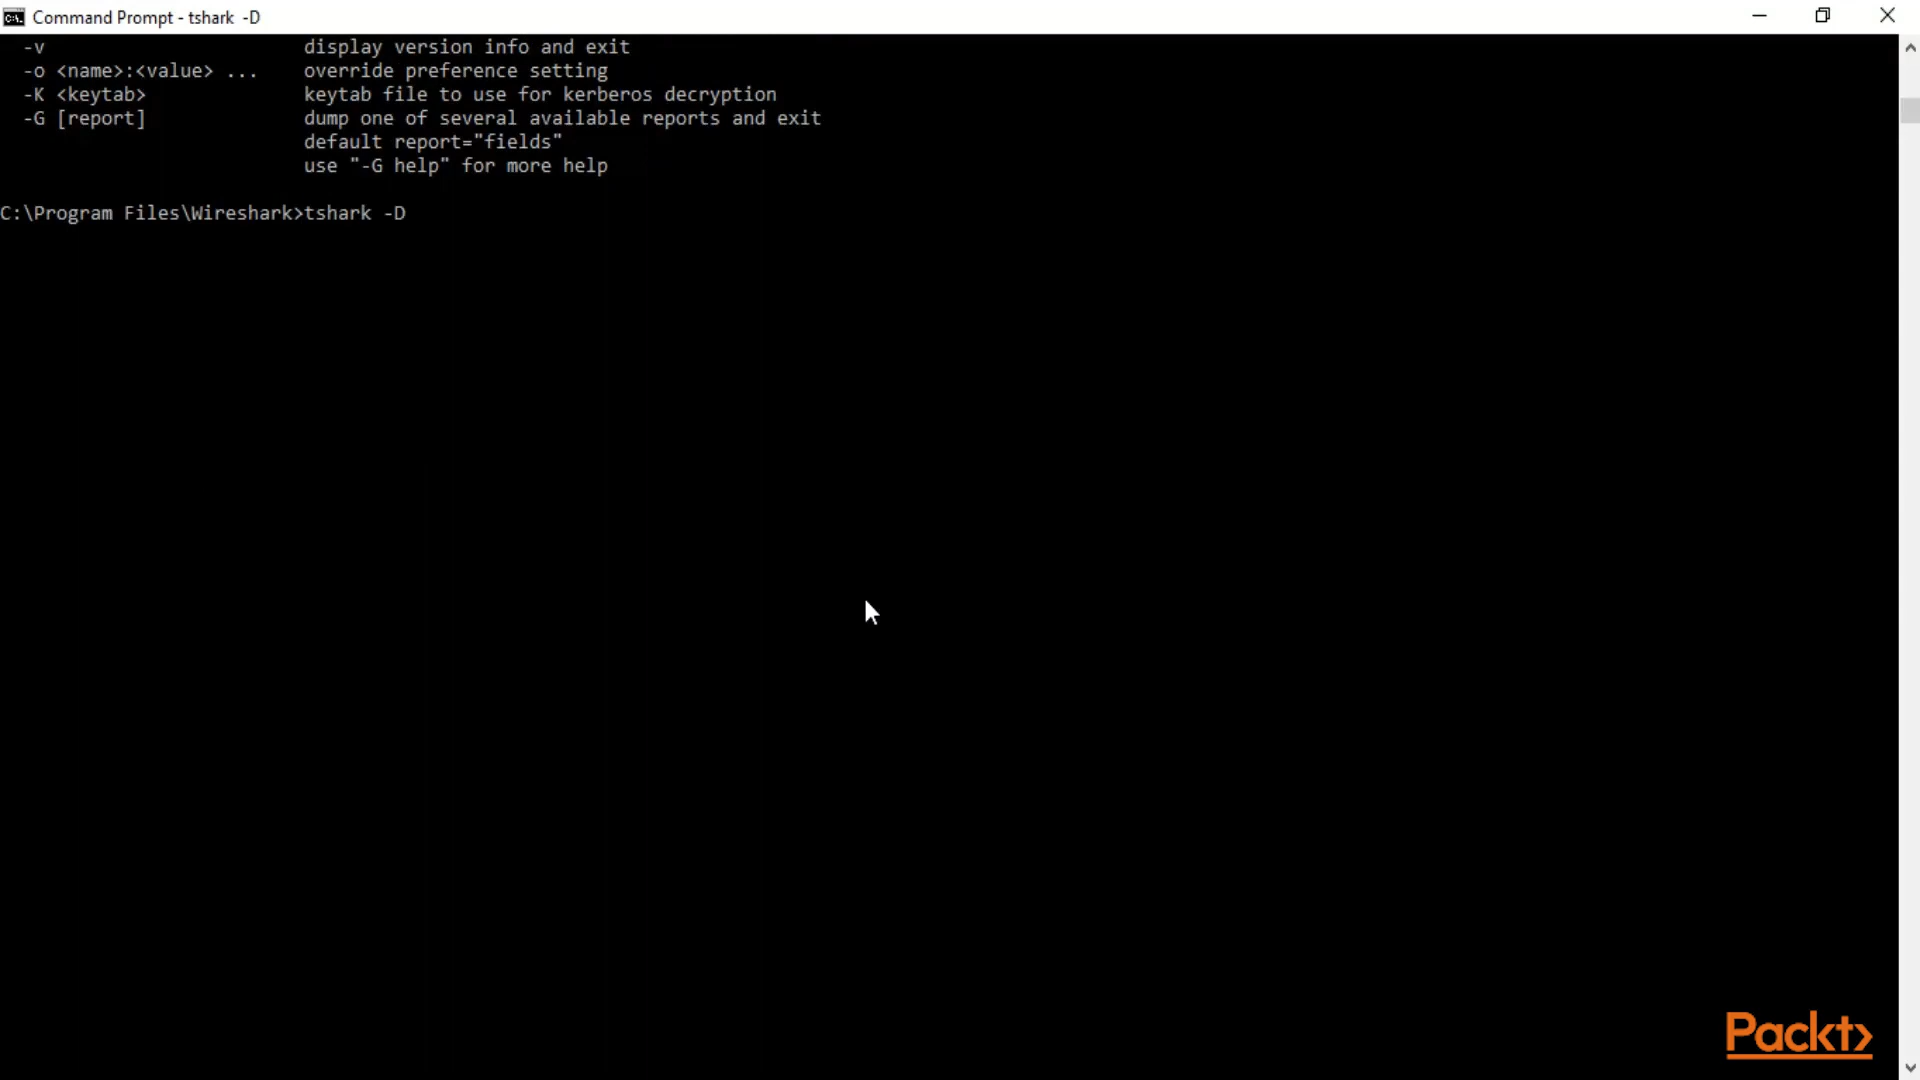 Command Prompt - tshark  -D
-v                       display version info and exit
-o <name>:<value> ...    override preference setting
-K <keytab>              keytab file to use for kerberos decryption
-G [report]              dump one of several available reports and exit
default report="fields"
use "-G help" for more help
C:\Program Files\Wireshark>tshark -D
Packt>